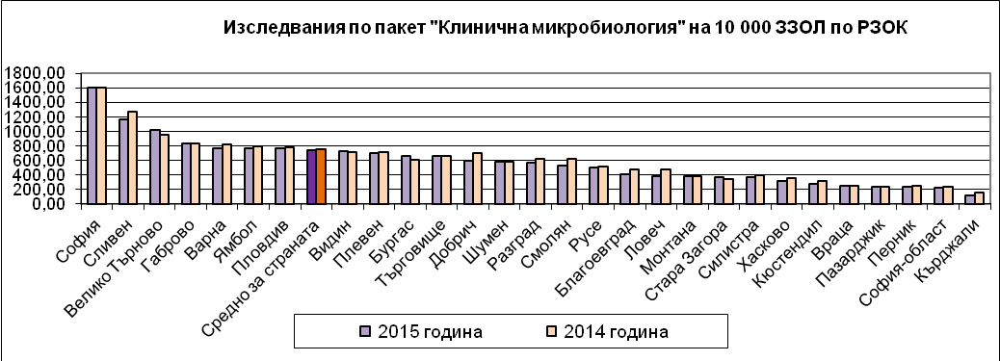 Изследвания по пакет "Клинична микробиология" на 10 000 ЗЗОЛ по РЗОК
1800,00
1600,00
1400,00
1200,00
1000,00
800,00
600,00
400,00
200,00
0,00
София
Сливен
Велико Търново
Габрово
Варна
Ямбол
Пловдив
Средно за страната
Видин
Плевен
Бургас
Търговище
Добрич
Шумен
Разград
Смолян
Русе
Благоевград
Ловеч
Монтана
Стара Загора
Силистра
Хасково
Кюстендил
Враца
Пазарджик
Перник
София-област
Кърджали
2015 година
2014 година